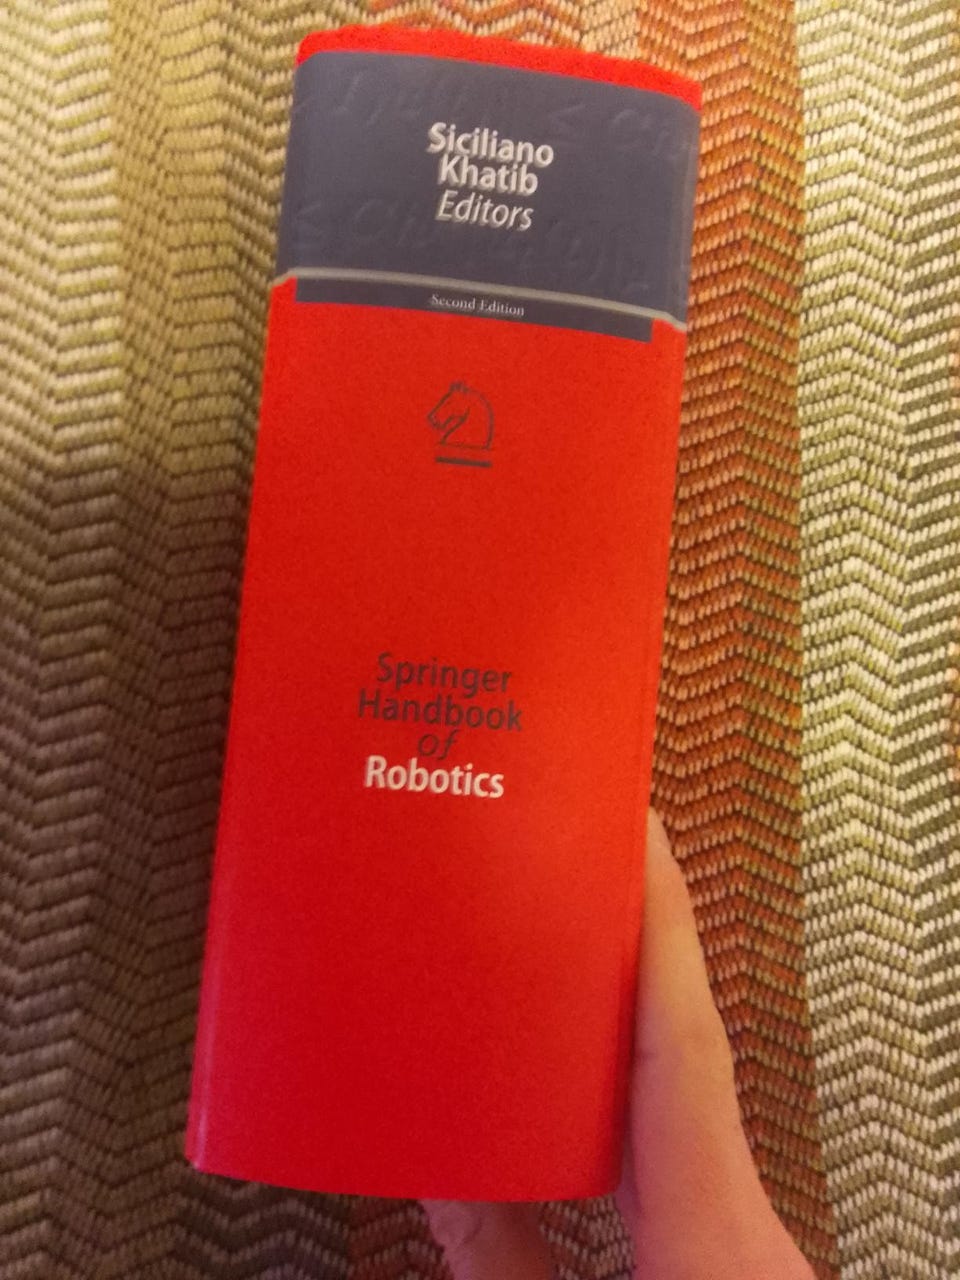 Siciliano
Khatib
Editors
Second Edition
Springer
Handbook
of
Robotics